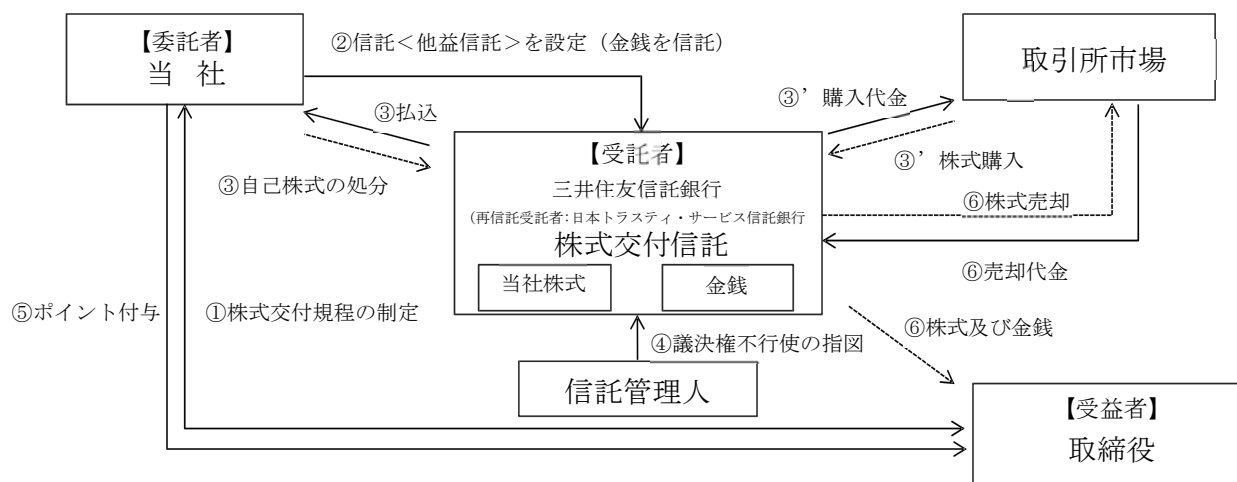 【委託者】
当 社
②信託＜他益信託＞を設定（金銭を信託）
取引所市場
③払込
③’購入代金
③自己株式の処分
③’株式購入
【受託者】
三井住友信託銀行
(再信託受託者:日本トラスティ・サービス信託銀行
株式交付信託
当社株式
金銭
⑥株式売却
⑥売却代金
⑤ポイント付与
①株式交付規程の制定
⑥株式及び金銭
④議決権不行使の指図
信託管理人
【受益者】
取締役